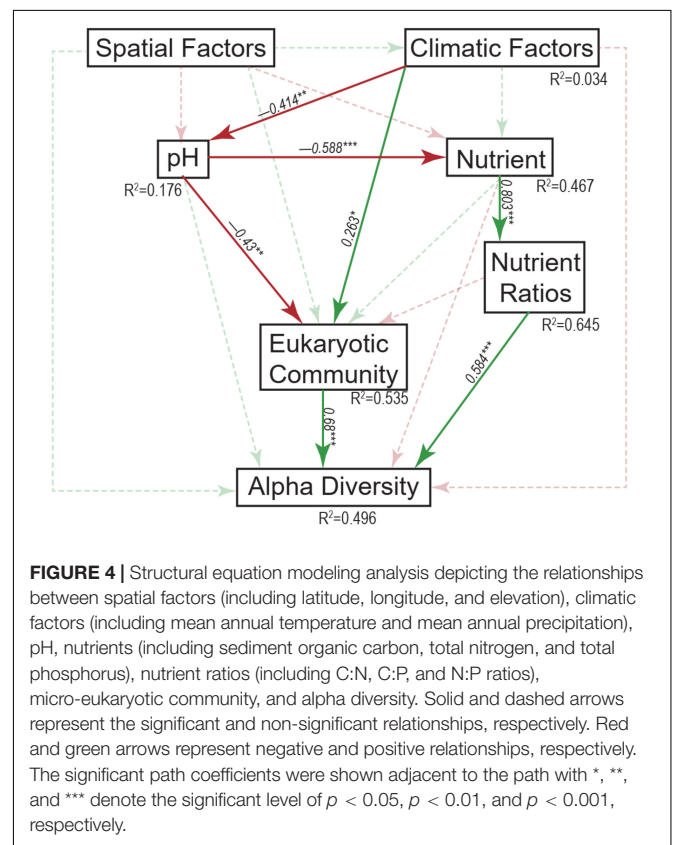 Spatial Factors
Climatic Factors
R²=0.034
—0.414**
pH
—0.588***
Nutrient
R²=0.176
R²=0.467
0.803***
—0.43**
0.263*
Nutrient
Ratios
R²=0.645
Eukaryotic
Community
R²=0.535
0.584***
0.68***
Alpha Diversity
R²=0.496
FIGURE 4 | Structural equation modeling analysis depicting the relationships
between spatial factors (including latitude, longitude, and elevation), climatic
factors (including mean annual temperature and mean annual precipitation),
pH, nutrients (including sediment organic carbon, total nitrogen, and total
phosphorus), nutrient ratios (including C:N, C:P, and N:P ratios),
micro-eukaryotic community, and alpha diversity. Solid and dashed arrows
represent the significant and non-significant relationships, respectively. Red
and green arrows represent negative and positive relationships, respectively.
The significant path coefficients were shown adjacent to the path with *, **,
and *** denote the significant level of p < 0.05, p < 0.01, and p < 0.001,
respectively.